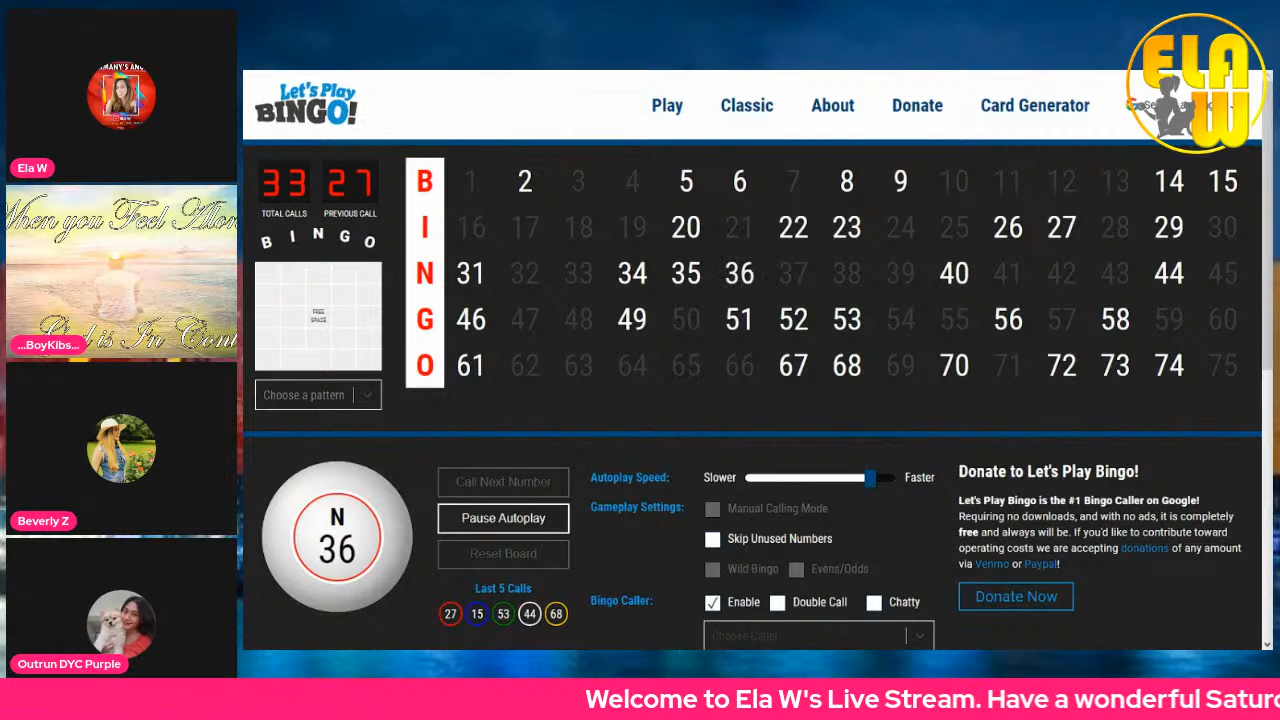 Ela W
When you Feel Alon
God is In Cont
...BoyKlbs...
Beverly Z
Outrun DYC Purple
ELA
W
Let's Play
BINGO!
Play Classic About Donate Card Generator
33 27
TOTAL CALLS PREVIOUS CALL
B I N G O
FREE
SPACE
Choose a pattern
B 1 2 3 4 5 6 7 8 9 10 11 12 13 14 15
I 16 17 18 19 20 21 22 23 24 25 26 27 28 29 30
N 31 32 33 34 35 36 37 38 39 40 41 42 43 44 45
G 46 47 48 49 50 51 52 53 54 55 56 57 58 59 60
O 61 62 63 64 65 66 67 68 69 70 71 72 73 74 75
N
36
Call Next Number
Pause Autoplay
Reset Board
Last 5 Calls
27 15 53 44 68
Autoplay Speed: Slower Faster
Gameplay Settings: Manual Calling Mode
Skip Unused Numbers
Wild Bingo Evens/Odds
Bingo Caller: Enable Double Call Chatty
Choose Caller
Donate to Let's Play Bingo!
Let's Play Bingo is the #1 Bingo Caller on Google!
Requiring no downloads, and with no ads, it is completely
free and always will be. If you'd like to contribute toward
operating costs we are accepting donations of any amount
via Venmo or Paypal!
Donate Now
Welcome to Ela W's Live Stream. Have a wonderful Satur